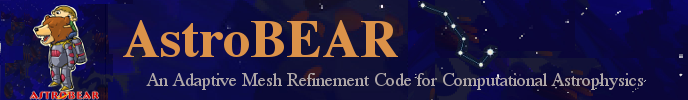 AstroBEAR
An Adaptive Mesh Refinement Code for Computational Astrophysics
ASTROBEAR